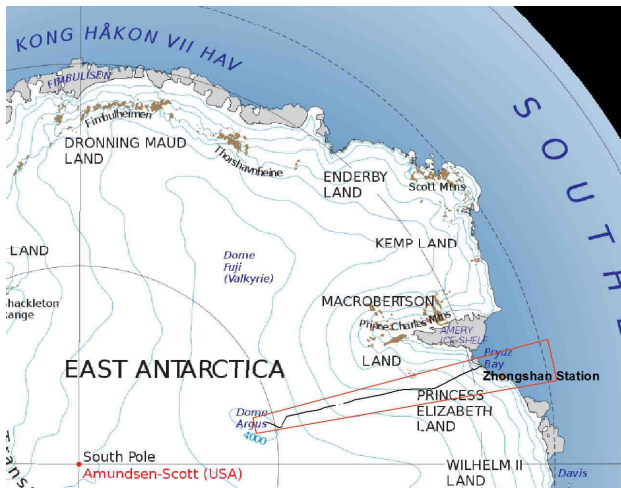 KONG HÅKON VII HAV
FIMBULISEN
Fimbulheimen
DRONNING MAUD
LAND
Thorshavnheine
ENDERBY
LAND
Scott Mtns
SOUTHE
KEMP LAND
LAND
Dome
Fuji
(Valkyrie)
hackleton
ange
MACROBERTSON
Prince Charles Mtns
AMERY
ICE SHELF
LAND
Prydz
Bay
Zhongshan Station
EAST ANTARCTICA
PRINCESS
ELIZABETH
LAND
Dome
Argus
4000
South Pole
Amundsen-Scott (USA)
WILHELM II
LAND
Davis
Trans